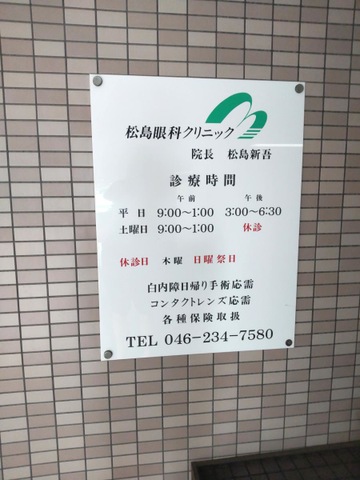 松島眼科クリニック
院長 松島新吾
診療時間
午前 午後
平日 9:00〜1:00 3:00〜6:30
土曜日 9:00〜1:00 休診
休診日 木曜 日曜祭日
白内障日帰り手術応需
コンタクトレンズ応需
各種保険取扱
TEL 046-234-7580